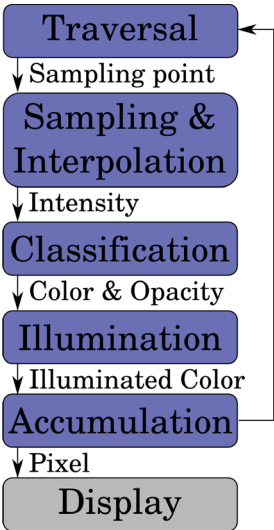 Traversal
Sampling point
Sampling &
Interpolation
Intensity
Classification
Color & Opacity
Illumination
Illuminated Color
Accumulation
Pixel
Display